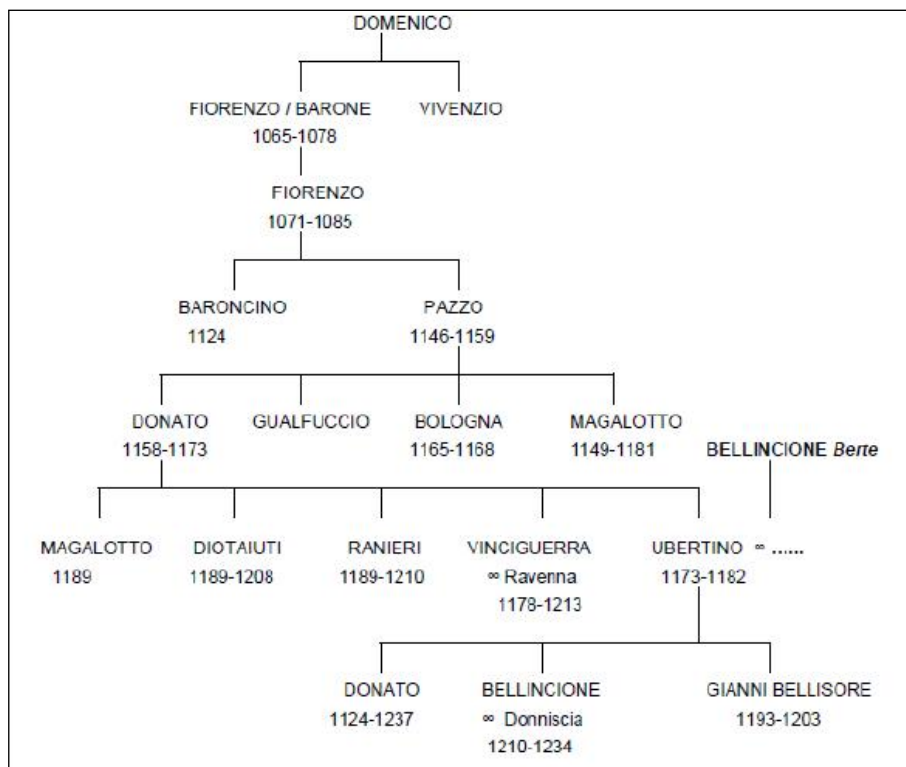 DOMENICO
FIORENZO / BARONE VIVENZIO
1065-1078
FIORENZO
1071-1085
BARONCINO PAZZO
1124 1146-1159
DONATO GUALFUCCIO BOLOGNA MAGALOTTO
1158-1173 1165-1168 1149-1181 BELLINCIONE Berte
MAGALOTTO DIOTAIUTI RANIERI VINCIGUERRA UBERTINO ∞ ......
1189 1189-1208 1189-1210 ∞ Ravenna 1173-1182
1178-1213
DONATO BELLINCIONE GIANNI BELLISORE
1124-1237 ∞ Donniscia 1193-1203
1210-1234